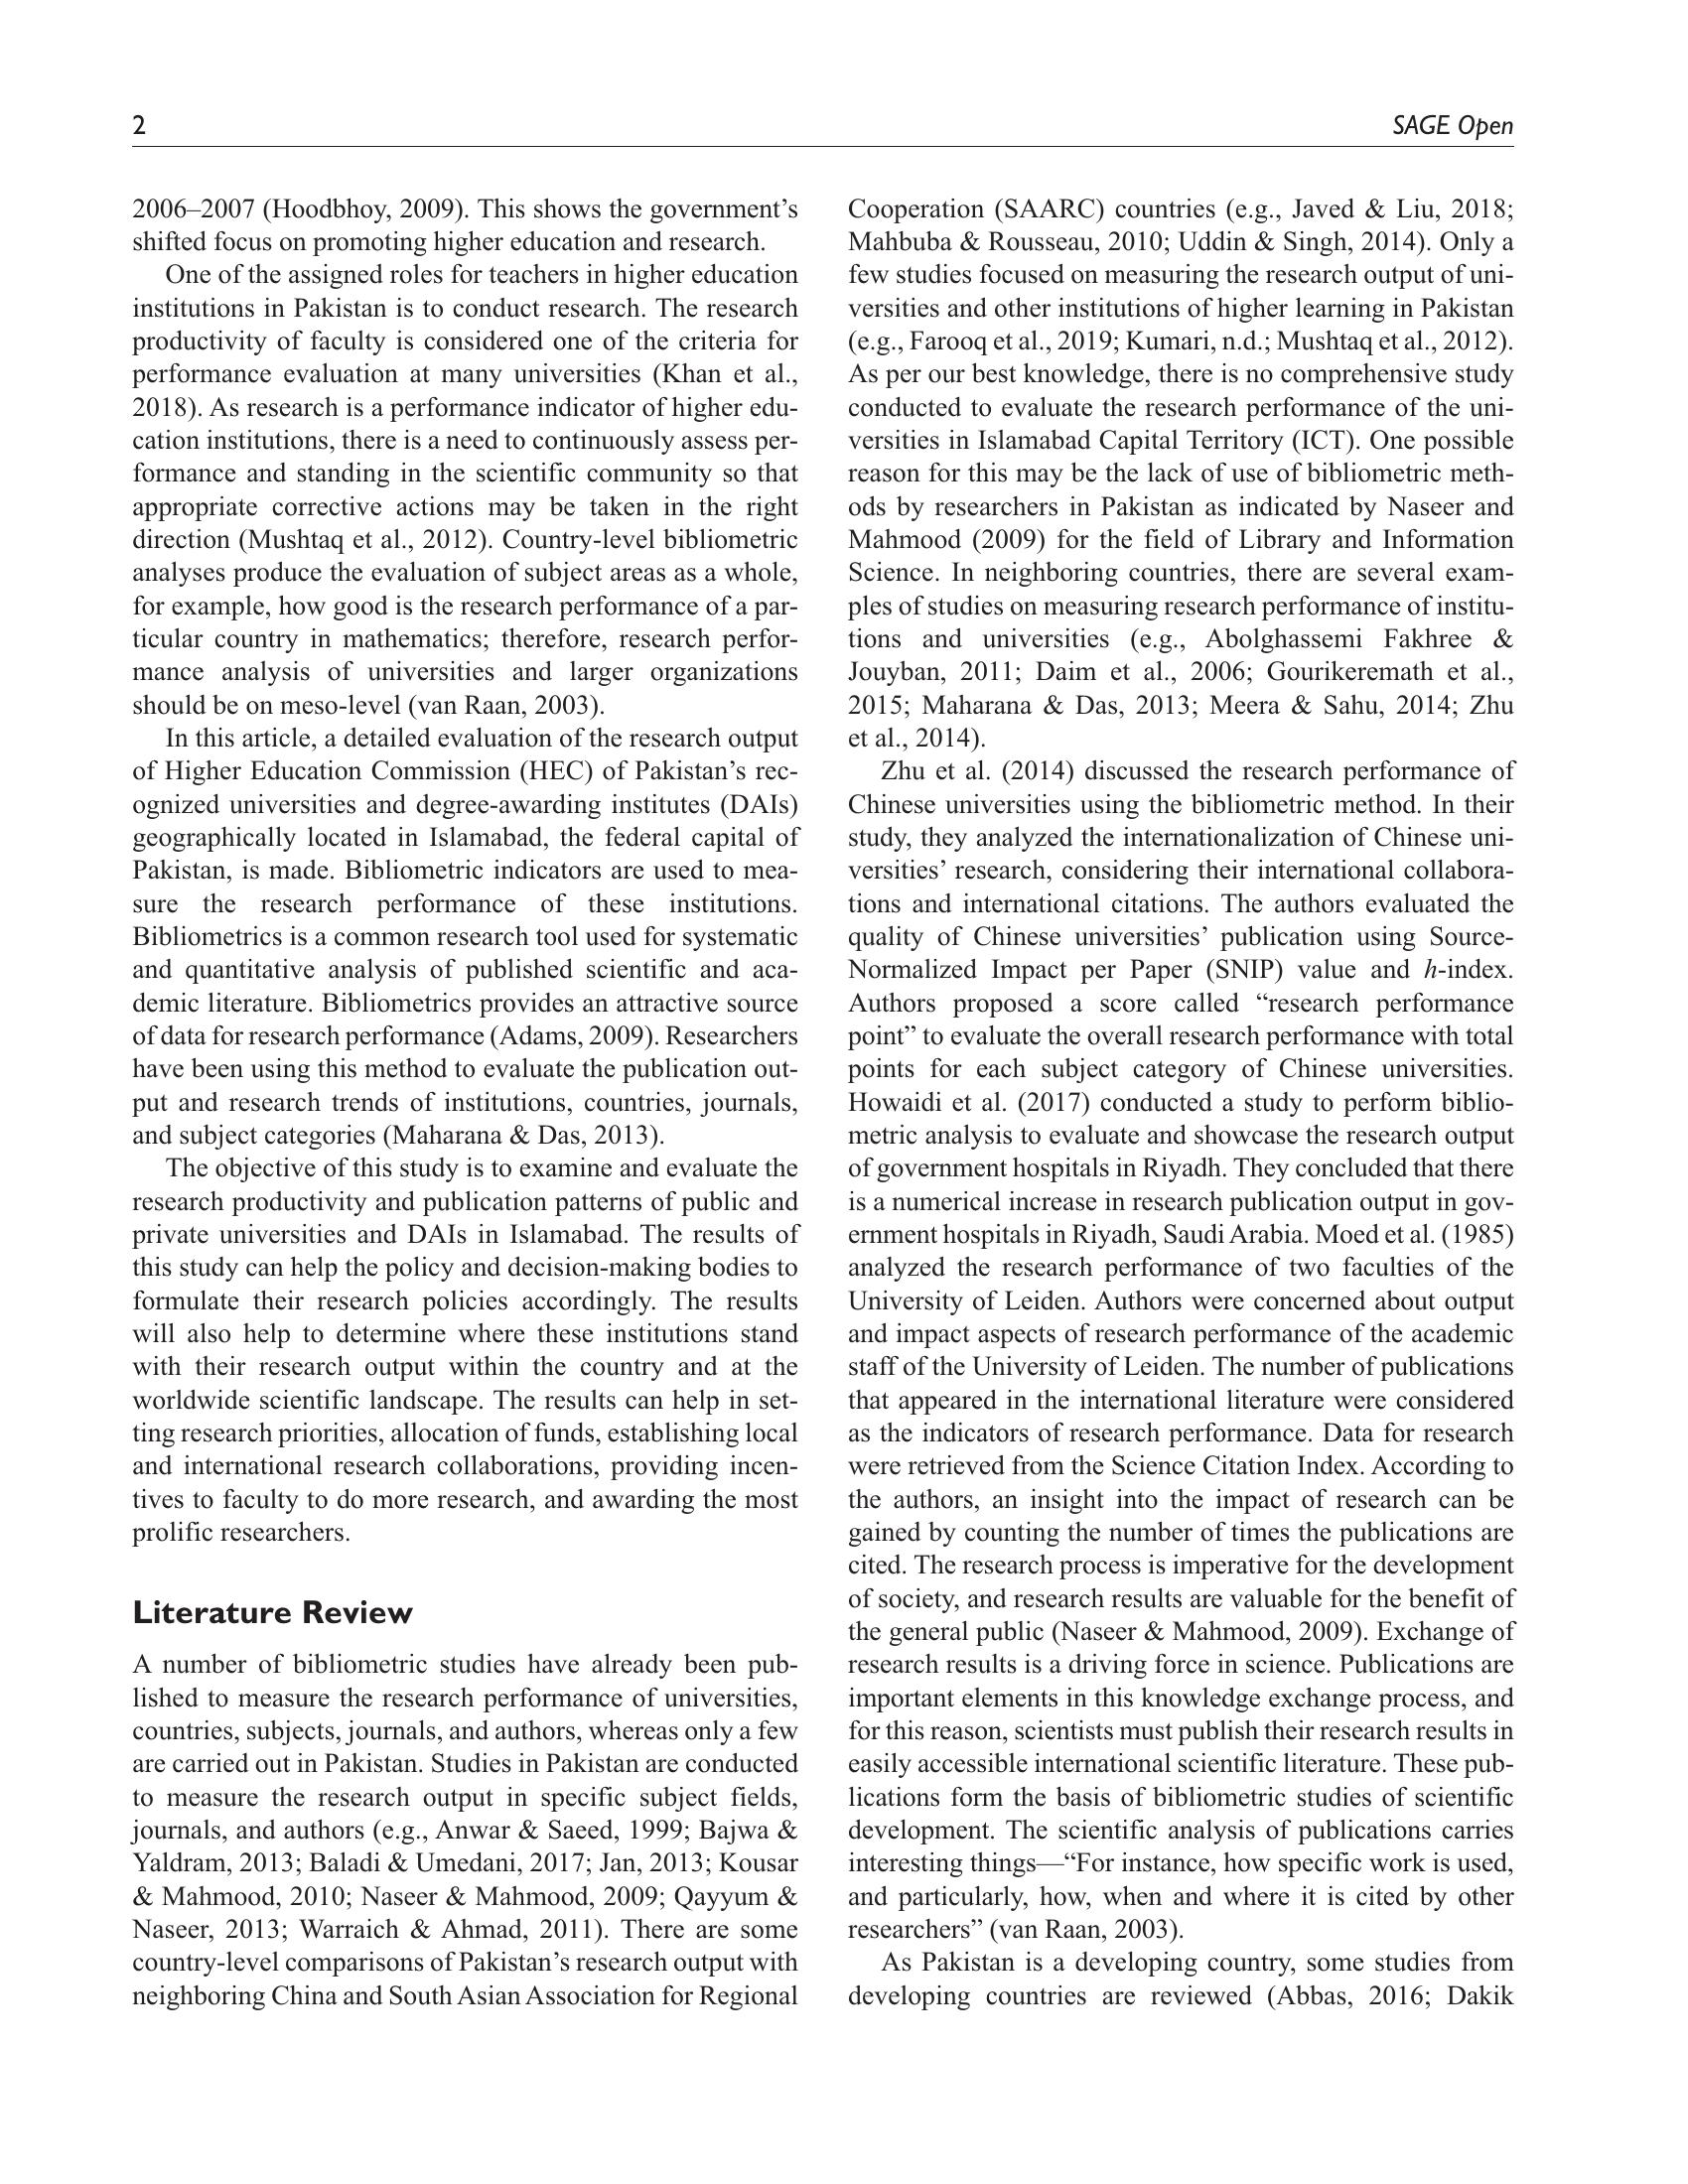 2
SAGE Open
2006–2007 (Hoodbhoy, 2009). This shows the government’s
shifted focus on promoting higher education and research.
One of the assigned roles for teachers in higher education
institutions in Pakistan is to conduct research. The research
productivity of faculty is considered one of the criteria for
performance evaluation at many universities (Khan et al.,
2018). As research is a performance indicator of higher edu-
cation institutions, there is a need to continuously assess per-
formance and standing in the scientific community so that
appropriate corrective actions may be taken in the right
direction (Mushtaq et al., 2012). Country-level bibliometric
analyses produce the evaluation of subject areas as a whole,
for example, how good is the research performance of a par-
ticular country in mathematics; therefore, research perfor-
mance analysis of universities and larger organizations
should be on meso-level (van Raan, 2003).
In this article, a detailed evaluation of the research output
of Higher Education Commission (HEC) of Pakistan’s rec-
ognized universities and degree-awarding institutes (DAIs)
geographically located in Islamabad, the federal capital of
Pakistan, is made. Bibliometric indicators are used to mea-
sure the research performance of these institutions.
Bibliometrics is a common research tool used for systematic
and quantitative analysis of published scientific and aca-
demic literature. Bibliometrics provides an attractive source
of data for research performance (Adams, 2009). Researchers
have been using this method to evaluate the publication out-
put and research trends of institutions, countries, journals,
and subject categories (Maharana & Das, 2013).
The objective of this study is to examine and evaluate the
research productivity and publication patterns of public and
private universities and DAIs in Islamabad. The results of
this study can help the policy and decision-making bodies to
formulate their research policies accordingly. The results
will also help to determine where these institutions stand
with their research output within the country and at the
worldwide scientific landscape. The results can help in set-
ting research priorities, allocation of funds, establishing local
and international research collaborations, providing incen-
tives to faculty to do more research, and awarding the most
prolific researchers.
Literature Review
A number of bibliometric studies have already been pub-
lished to measure the research performance of universities,
countries, subjects, journals, and authors, whereas only a few
are carried out in Pakistan. Studies in Pakistan are conducted
to measure the research output in specific subject fields,
journals, and authors (e.g., Anwar & Saeed, 1999; Bajwa &
Yaldram, 2013; Baladi & Umedani, 2017; Jan, 2013; Kousar
& Mahmood, 2010; Naseer & Mahmood, 2009; Qayyum &
Naseer, 2013; Warraich & Ahmad, 2011). There are some
country-level comparisons of Pakistan’s research output with
neighboring China and South Asian Association for Regional
Cooperation (SAARC) countries (e.g., Javed & Liu, 2018;
Mahbuba & Rousseau, 2010; Uddin & Singh, 2014). Only a
few studies focused on measuring the research output of uni-
versities and other institutions of higher learning in Pakistan
(e.g., Farooq et al., 2019; Kumari, n.d.; Mushtaq et al., 2012).
As per our best knowledge, there is no comprehensive study
conducted to evaluate the research performance of the uni-
versities in Islamabad Capital Territory (ICT). One possible
reason for this may be the lack of use of bibliometric meth-
ods by researchers in Pakistan as indicated by Naseer and
Mahmood (2009) for the field of Library and Information
Science. In neighboring countries, there are several exam-
ples of studies on measuring research performance of institu-
tions and universities (e.g., Abolghassemi Fakhree &
Jouyban, 2011; Daim et al., 2006; Gourikeremath et al.,
2015; Maharana & Das, 2013; Meera & Sahu, 2014; Zhu
et al., 2014).
Zhu et al. (2014) discussed the research performance of
Chinese universities using the bibliometric method. In their
study, they analyzed the internationalization of Chinese uni-
versities’ research, considering their international collabora-
tions and international citations. The authors evaluated the
quality of Chinese universities’ publication using Source-
Normalized Impact per Paper (SNIP) value and h-index.
Authors proposed a score called “research performance
point” to evaluate the overall research performance with total
points for each subject category of Chinese universities.
Howaidi et al. (2017) conducted a study to perform biblio-
metric analysis to evaluate and showcase the research output
of government hospitals in Riyadh. They concluded that there
is a numerical increase in research publication output in gov-
ernment hospitals in Riyadh, Saudi Arabia. Moed et al. (1985)
analyzed the research performance of two faculties of the
University of Leiden. Authors were concerned about output
and impact aspects of research performance of the academic
staff of the University of Leiden. The number of publications
that appeared in the international literature were considered
as the indicators of research performance. Data for research
were retrieved from the Science Citation Index. According to
the authors, an insight into the impact of research can be
gained by counting the number of times the publications are
cited. The research process is imperative for the development
of society, and research results are valuable for the benefit of
the general public (Naseer & Mahmood, 2009). Exchange of
research results is a driving force in science. Publications are
important elements in this knowledge exchange process, and
for this reason, scientists must publish their research results in
easily accessible international scientific literature. These pub-
lications form the basis of bibliometric studies of scientific
development. The scientific analysis of publications carries
interesting things—“For instance, how specific work is used,
and particularly, how, when and where it is cited by other
researchers” (van Raan, 2003).
As Pakistan is a developing country, some studies from
developing countries are reviewed (Abbas, 2016; Dakik